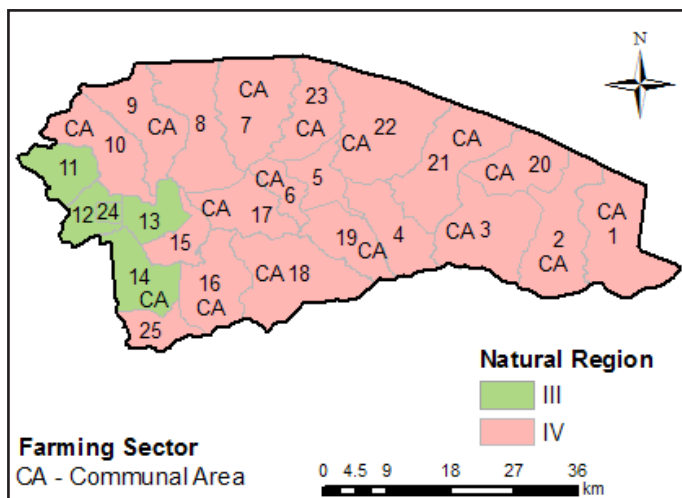 N
9
CA
23
CA
CA
10
CA
8
7
CA
CA
22
CA
11
21
CA
20
12
24
13
CA
6
5
CA
17
CA
1
15
19
CA
4
CA
3
2
CA
14
CA
16
CA
CA
18
25
Natural Region
III
IV
Farming Sector
CA - Communal Area
0 4.5 9 18 27 36
km